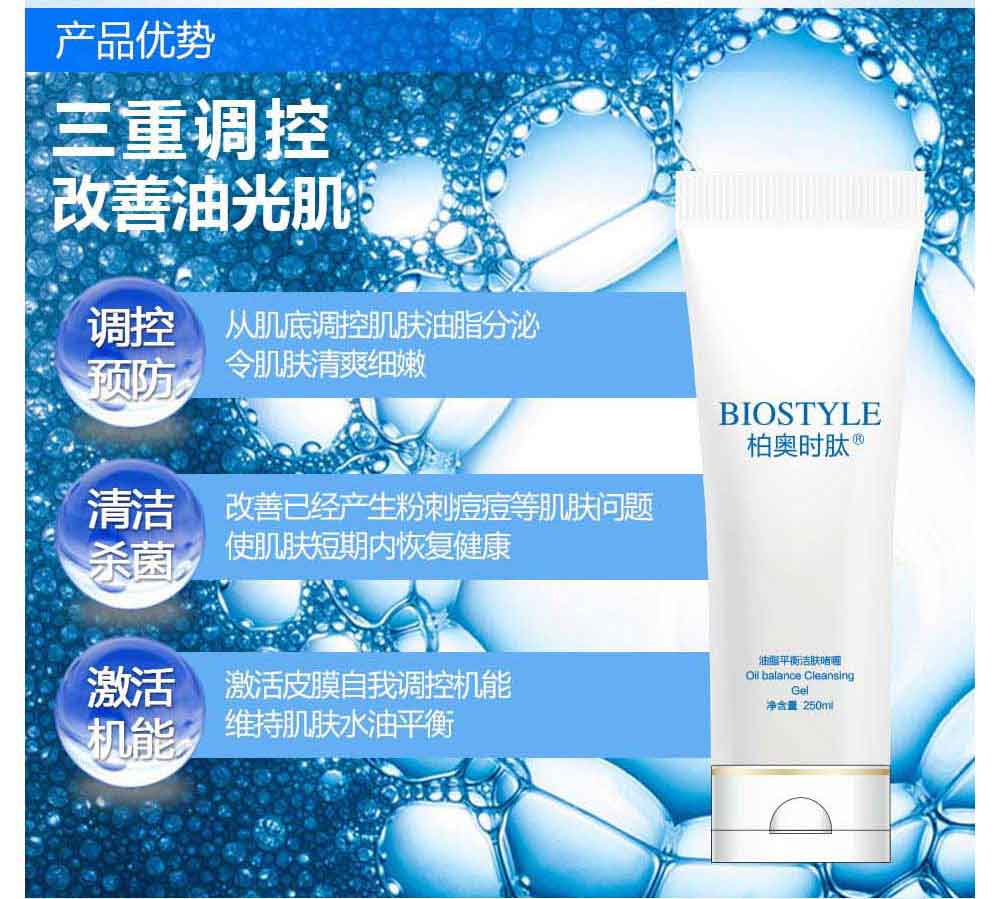 产品优势
三重调控
改善油光肌
调控
预防
从肌底调控肌肤油脂分泌
令肌肤清爽细嫩
清洁
杀菌
改善已经产生粉刺痘痘等肌肤问题
使肌肤短期内恢复健康
激活
机能
激活皮膜自我调控机能
维持肌肤水油平衡
BIOSTYLE
柏奥时肽®
油脂平衡洁肤啫喱
Oil balance Cleansing
Gel
净含量 250ml